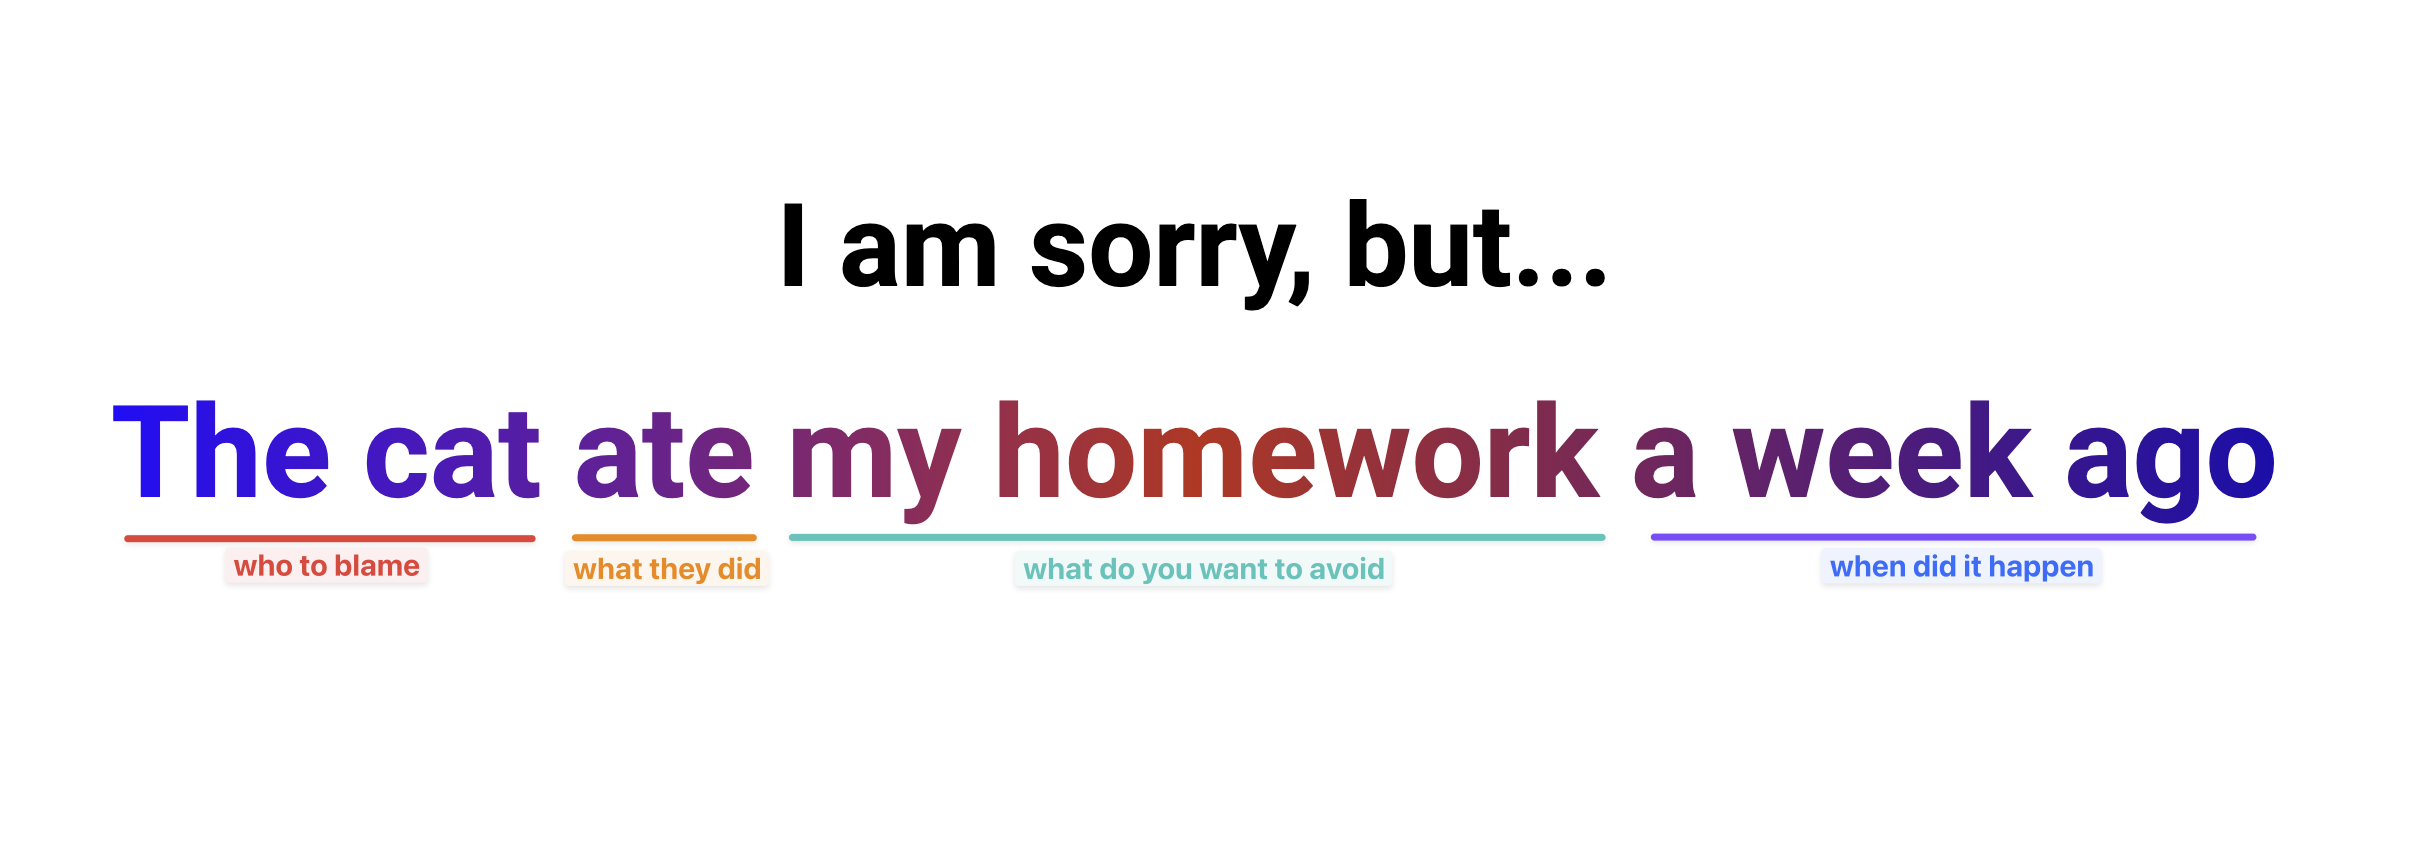 I am sorry, but...
The cat ate my homework a week ago
who to blame what they did what do you want to avoid when did it happen